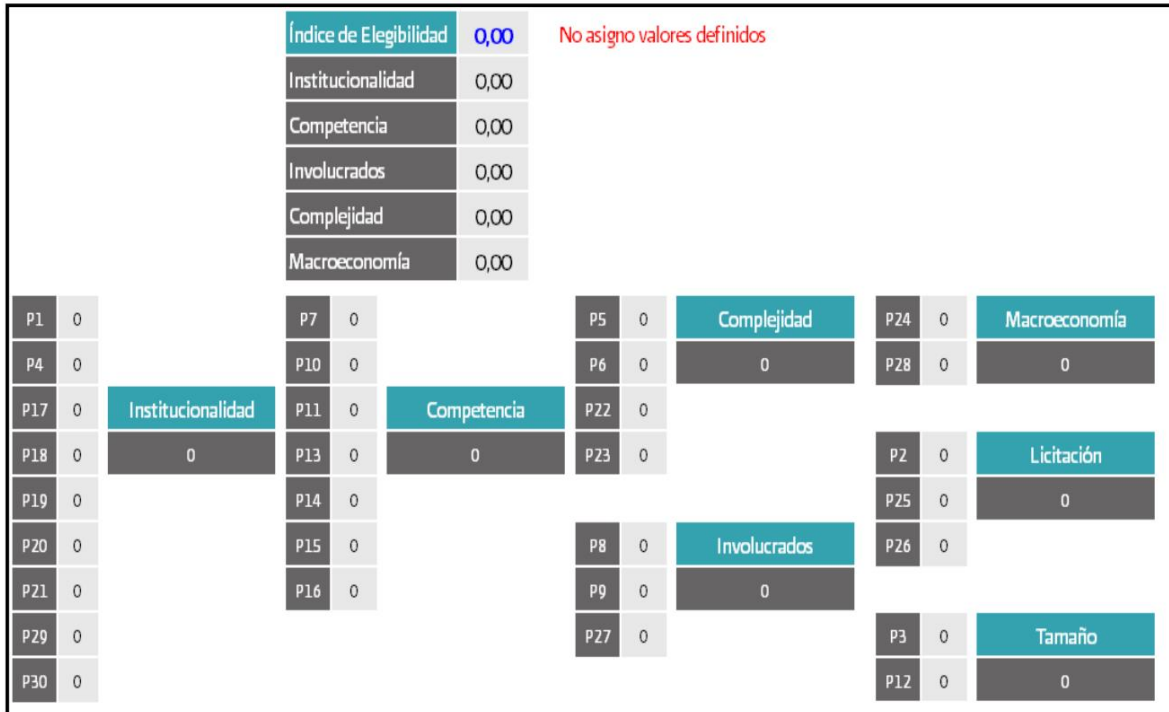 Índice de Elegibilidad 0,00 No asigno valores definidos
Institucionalidad 0,00
Competencia 0,00
Involucrados 0,00
Complejidad 0,00
Macroeconomía 0,00
P1 0 P7 0 P5 0 Complejidad P24 0 Macroeconomía
P4 0 P10 0 P6 0 0 P28 0 0
P17 0 Institucionalidad P11 0 Competencia P22 0
P18 0 0 P13 0 0 P23 0 P2 0 Licitación
P19 0 P14 0 P25 0 0
P20 0 P15 0 P8 0 Involucrados P26 0
P21 0 P16 0 P9 0 0
P29 0 P27 0 P3 0 Tamaño
P30 0 P12 0 0